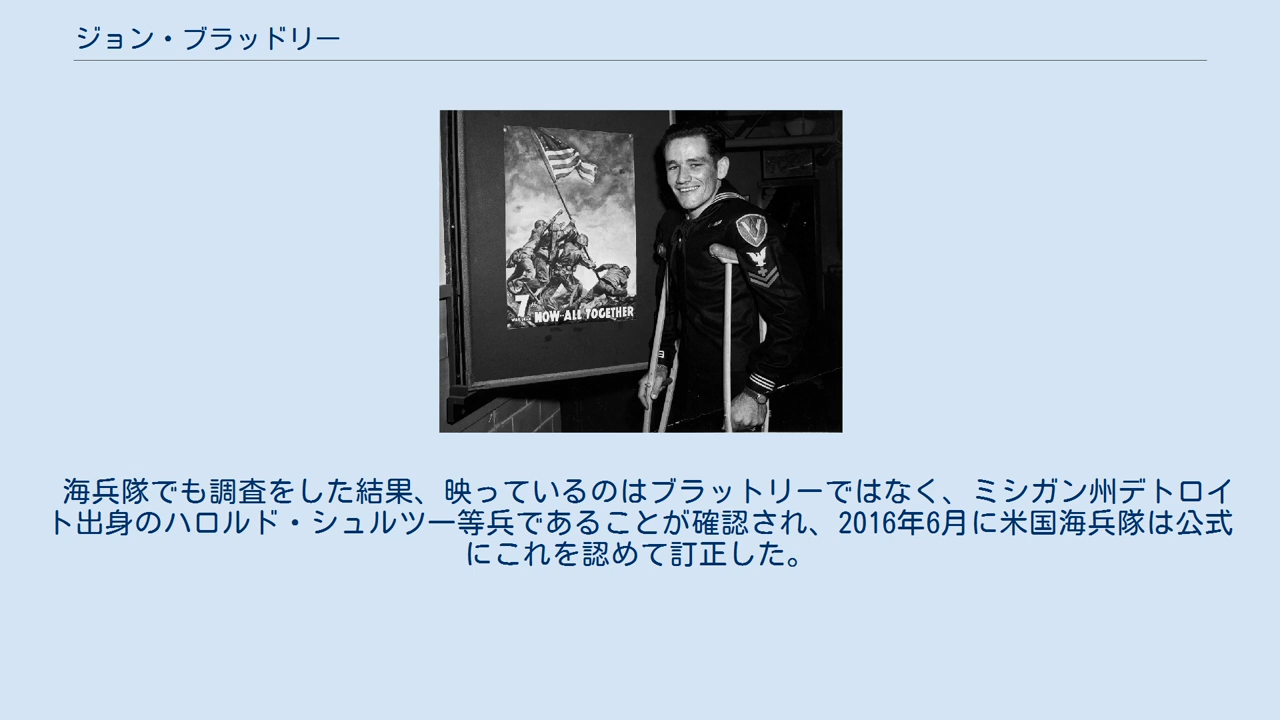 ジョン・ブラッドリー
7
NOW·ALL TOGETHER
海兵隊でも調査をした結果、映っているのはブラットリーではなく、ミシガン州デトロイ
ト出身のハロルド・シュルツ一等兵であることが確認され、2016年6月に米国海兵隊は公式
にこれを認めて訂正した。